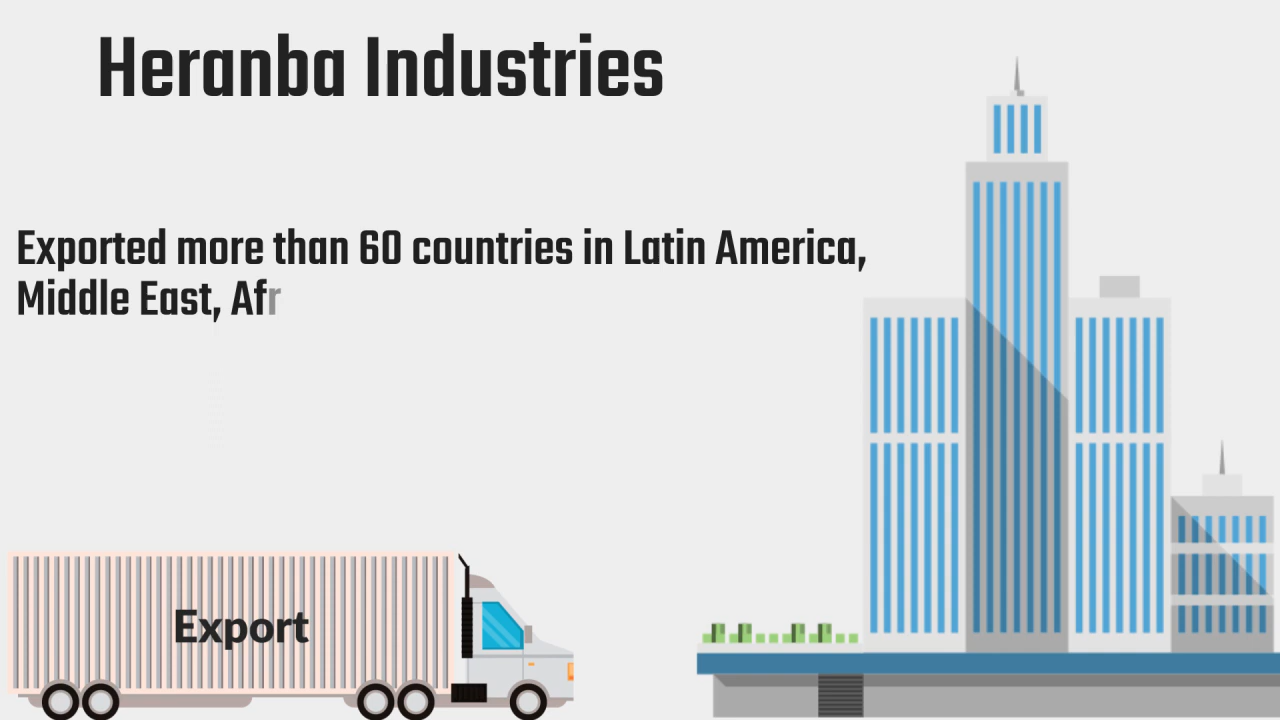 Heranba Industries
Exported more than 60 countries in Latin America,
Middle East, Afr
Export